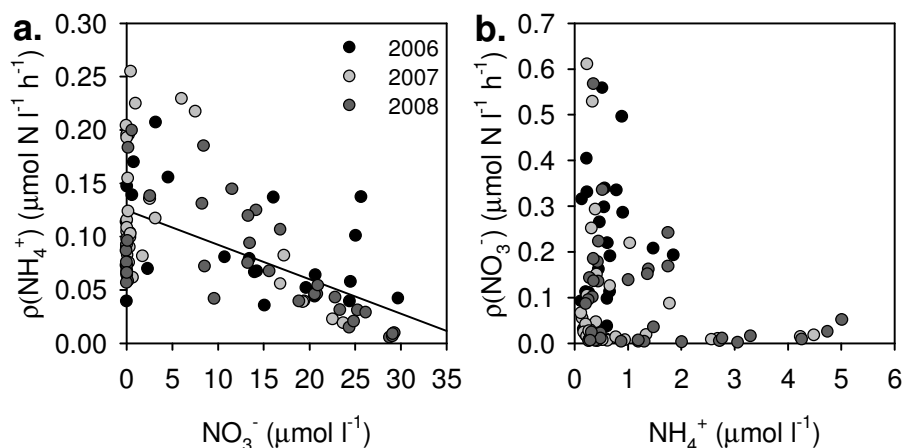 a.
0.30
0.25
0.20
0.15
0.10
0.05
0.00
ρ(NH₄⁺) (μmol N l⁻¹ h⁻¹)
2006
2007
2008
0 5 10 15 20 25 30 35
NO₃⁻ (μmol l⁻¹)
b.
0.7
0.6
0.5
0.4
0.3
0.2
0.1
0.0
ρ(NO₃⁻) (μmol N l⁻¹ h⁻¹)
0 1 2 3 4 5 6
NH₄⁺ (μmol l⁻¹)